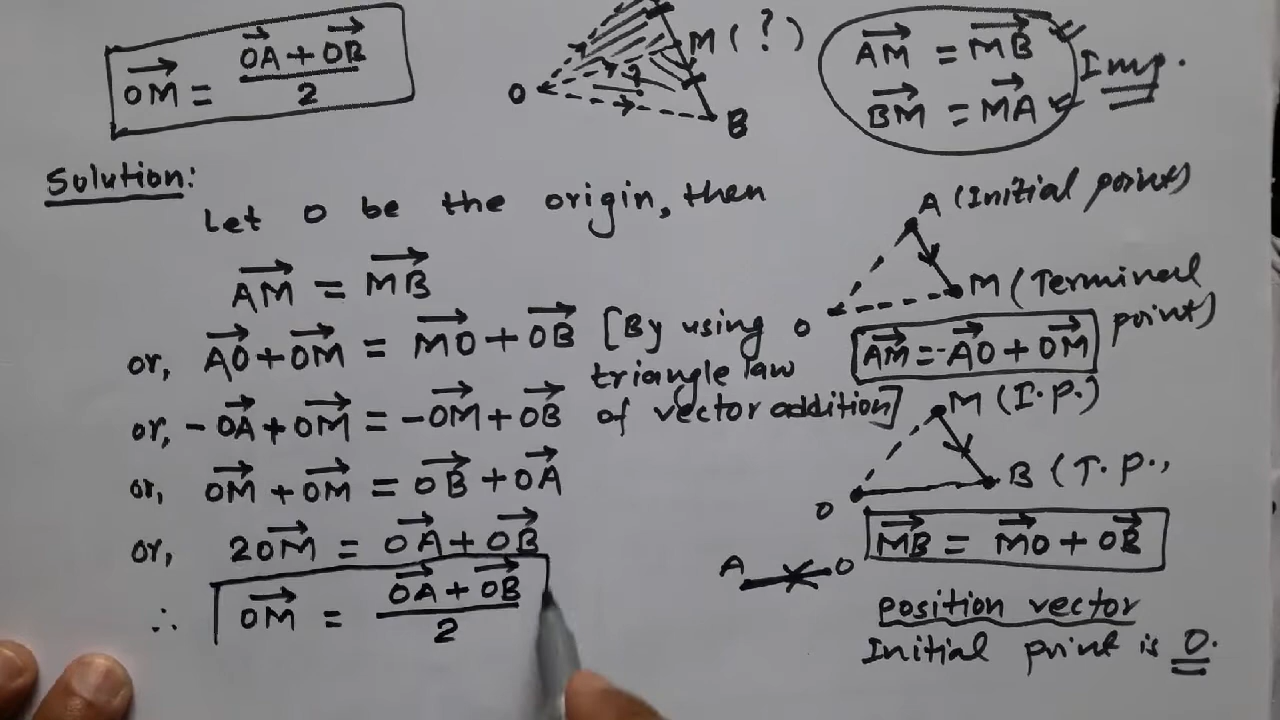 OM = OA + OB / 2
O
M (?)
B
AM = MB
BM = MA
Imp.
Solution:
Let O be the origin, then
AM = MB
or, AO + OM = MO + OB [By using triangle law of vector addition]
or, -OA + OM = -OM + OB
or, OM + OM = OB + OA
or, 2OM = OA + OB
∴ OM = OA + OB / 2
A (Initial point)
M (Terminal point)
O
AM = -AO + OM
M (I.P.)
B (T.P.,
O
MB = MO + OB
A O
Position vector
Initial point is O.